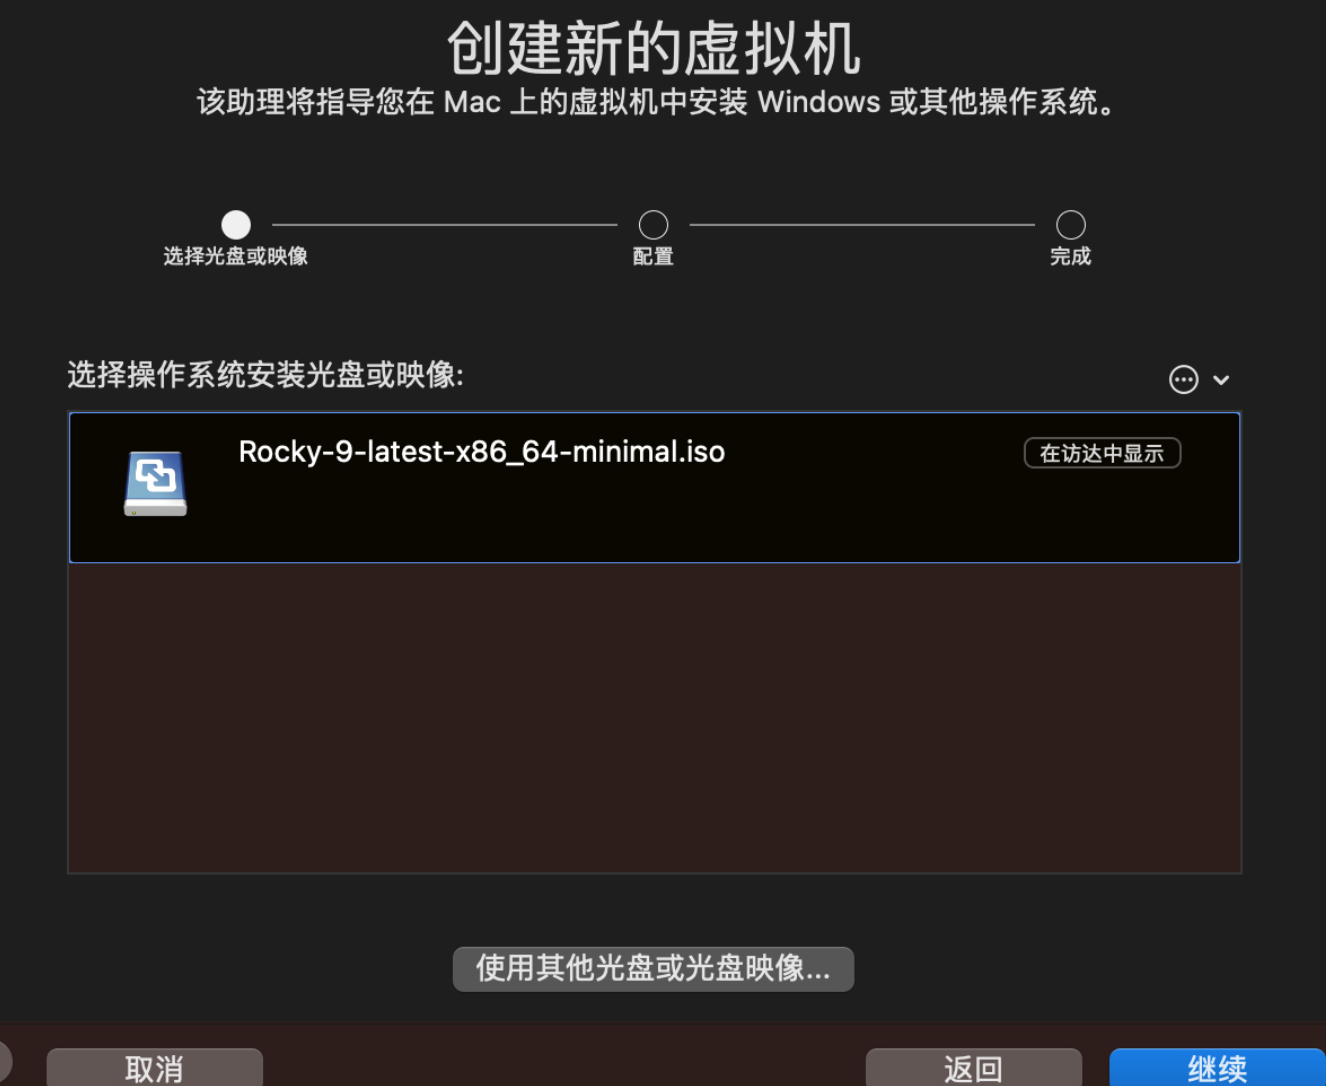 创建新的虚拟机
该助理将指导您在 Mac 上的虚拟机中安装 Windows 或其他操作系统。
选择光盘或映像
配置
完成
选择操作系统安装光盘或映像:
Rocky-9-latest-x86_64-minimal.iso
在访达中显示
使用其他光盘或光盘映像...
取消
返回
继续